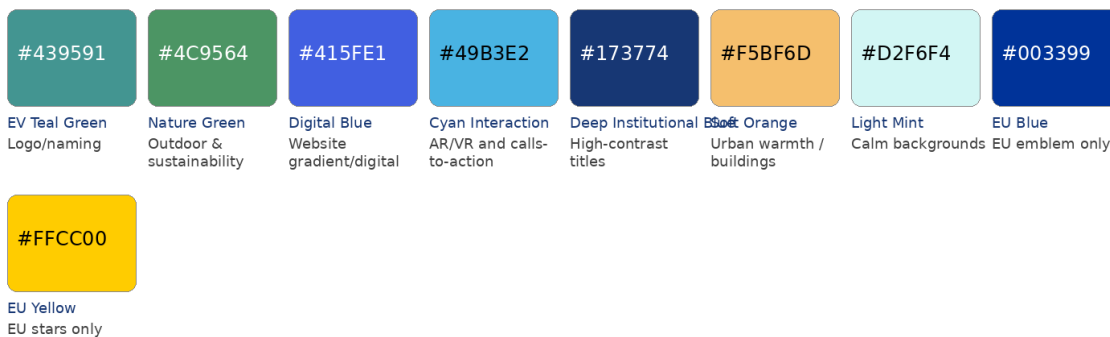 #439591
#4C9564
#415FE1
#49B3E2
#173774
#F5BF6D
#D2F6F4
#003399
EV Teal Green
Logo/naming
Nature Green
Outdoor &
sustainability
Digital Blue
Website
gradient/digital
Cyan Interaction
AR/VR and calls-
to-action
Deep Institutional Blue
High-contrast
titles
Soft Orange
Urban warmth /
buildings
Light Mint
Calm backgrounds
EU Blue
EU emblem only
#FFCC00
EU Yellow
EU stars only